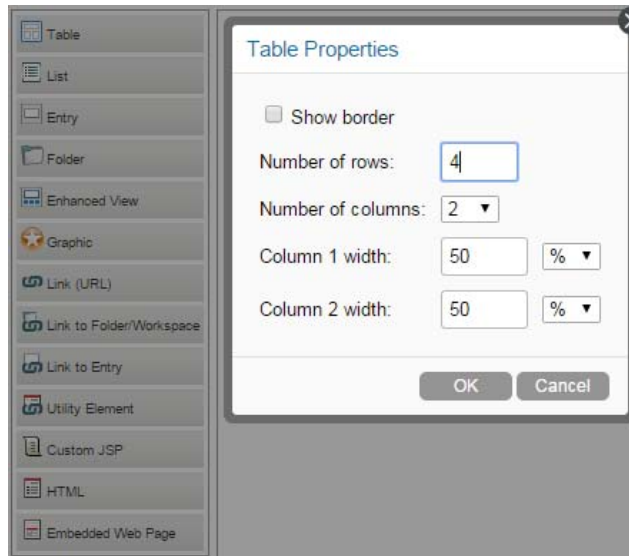 Table
List
Entry
Folder
Enhanced View
Graphic
Link (URL)
Link to Folder/Workspace
Link to Entry
Utility Element
Custom JSP
HTML
Embedded Web Page
Table Properties
Show border
Number of rows: 4
Number of columns: 2
Column 1 width: 50 %
Column 2 width: 50 %
OK Cancel